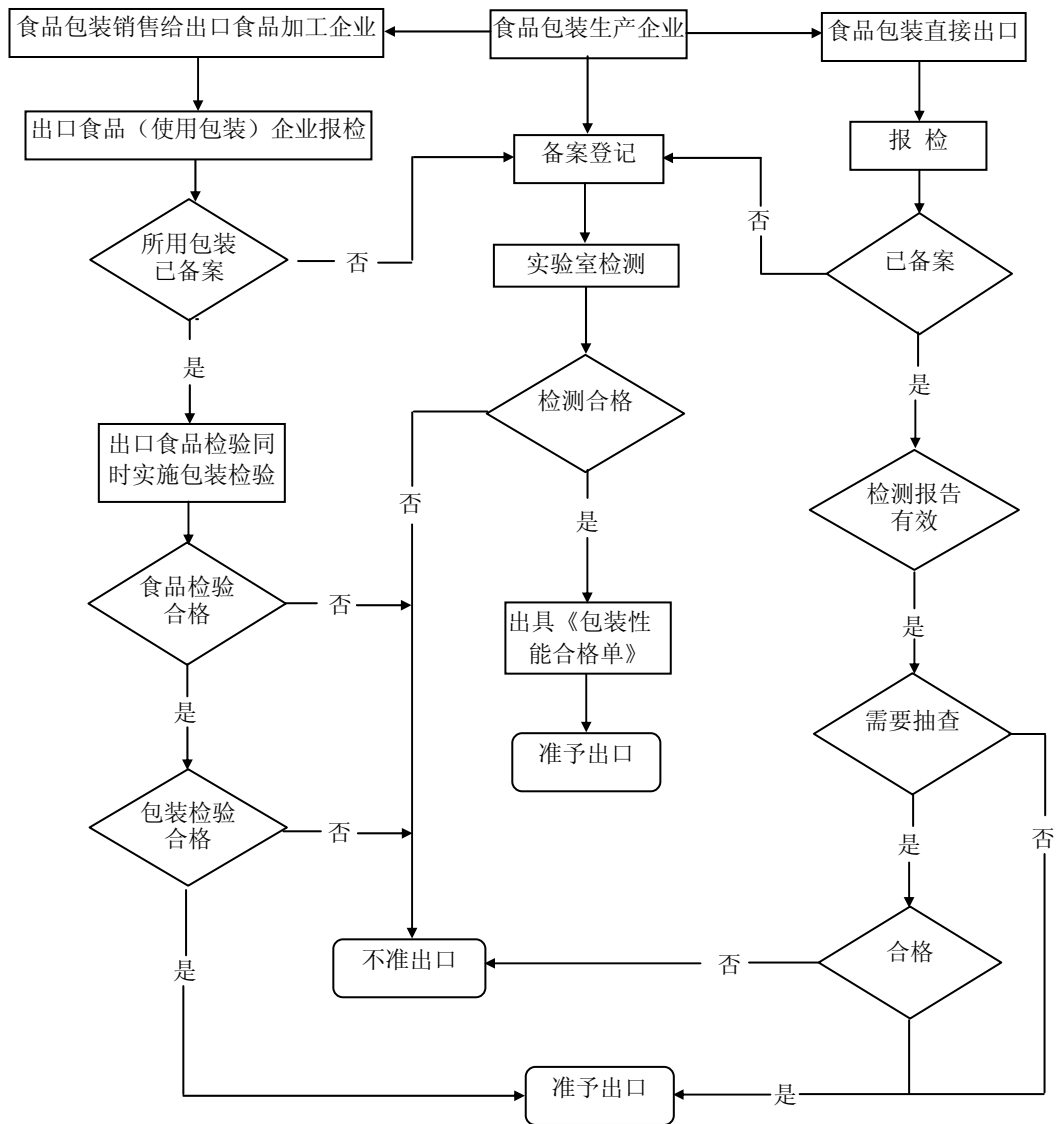 食品包装销售给出口食品加工企业
食品包装生产企业
食品包装直接出口
出口食品（使用包装）企业报检
备案登记
报 检
所用包装
已备案
否
实验室检测
否
已备案
是
检测合格
是
出口食品检验同
时实施包装检验
否
是
检测报告
有效
食品检验
合格
否
出具《包装性
能合格单》
是
是
准予出口
需要抽查
包装检验
合格
否
是
否
是
不准出口
否
合格
准予出口
是